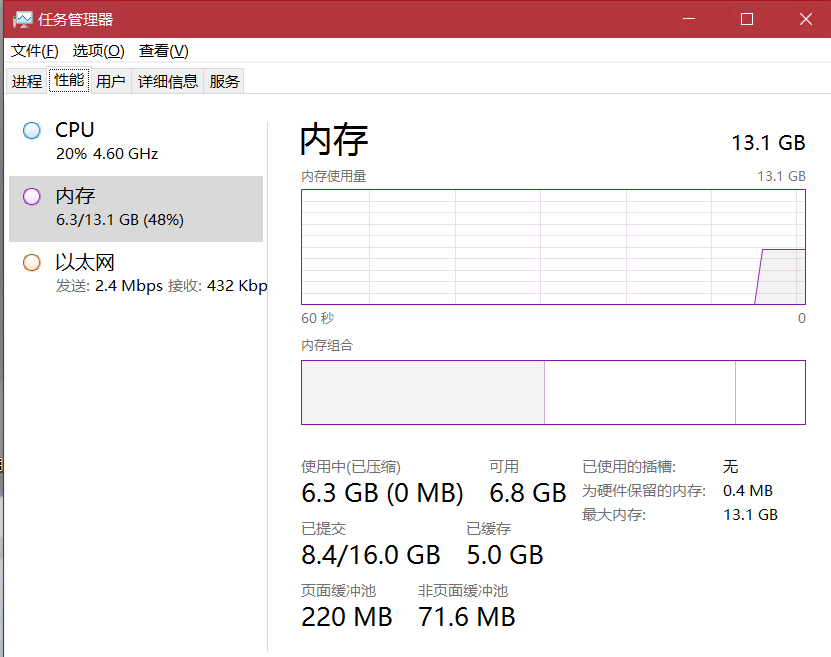 任务管理器
文件(F) 选项(O) 查看(V)
进程 性能 用户 详细信息 服务
CPU
20% 4.60 GHz
内存
6.3/13.1 GB (48%)
以太网
发送: 2.4 Mbps 接收: 432 Kbp
内存 13.1 GB
内存使用量 13.1 GB
60 秒 0
内存组合
使用中(已压缩) 可用 已使用的插槽: 无
6.3 GB (0 MB) 6.8 GB 为硬件保留的内存: 0.4 MB
最大内存: 13.1 GB
已提交 已缓存
8.4/16.0 GB 5.0 GB
页面缓冲池 非页面缓冲池
220 MB 71.6 MB